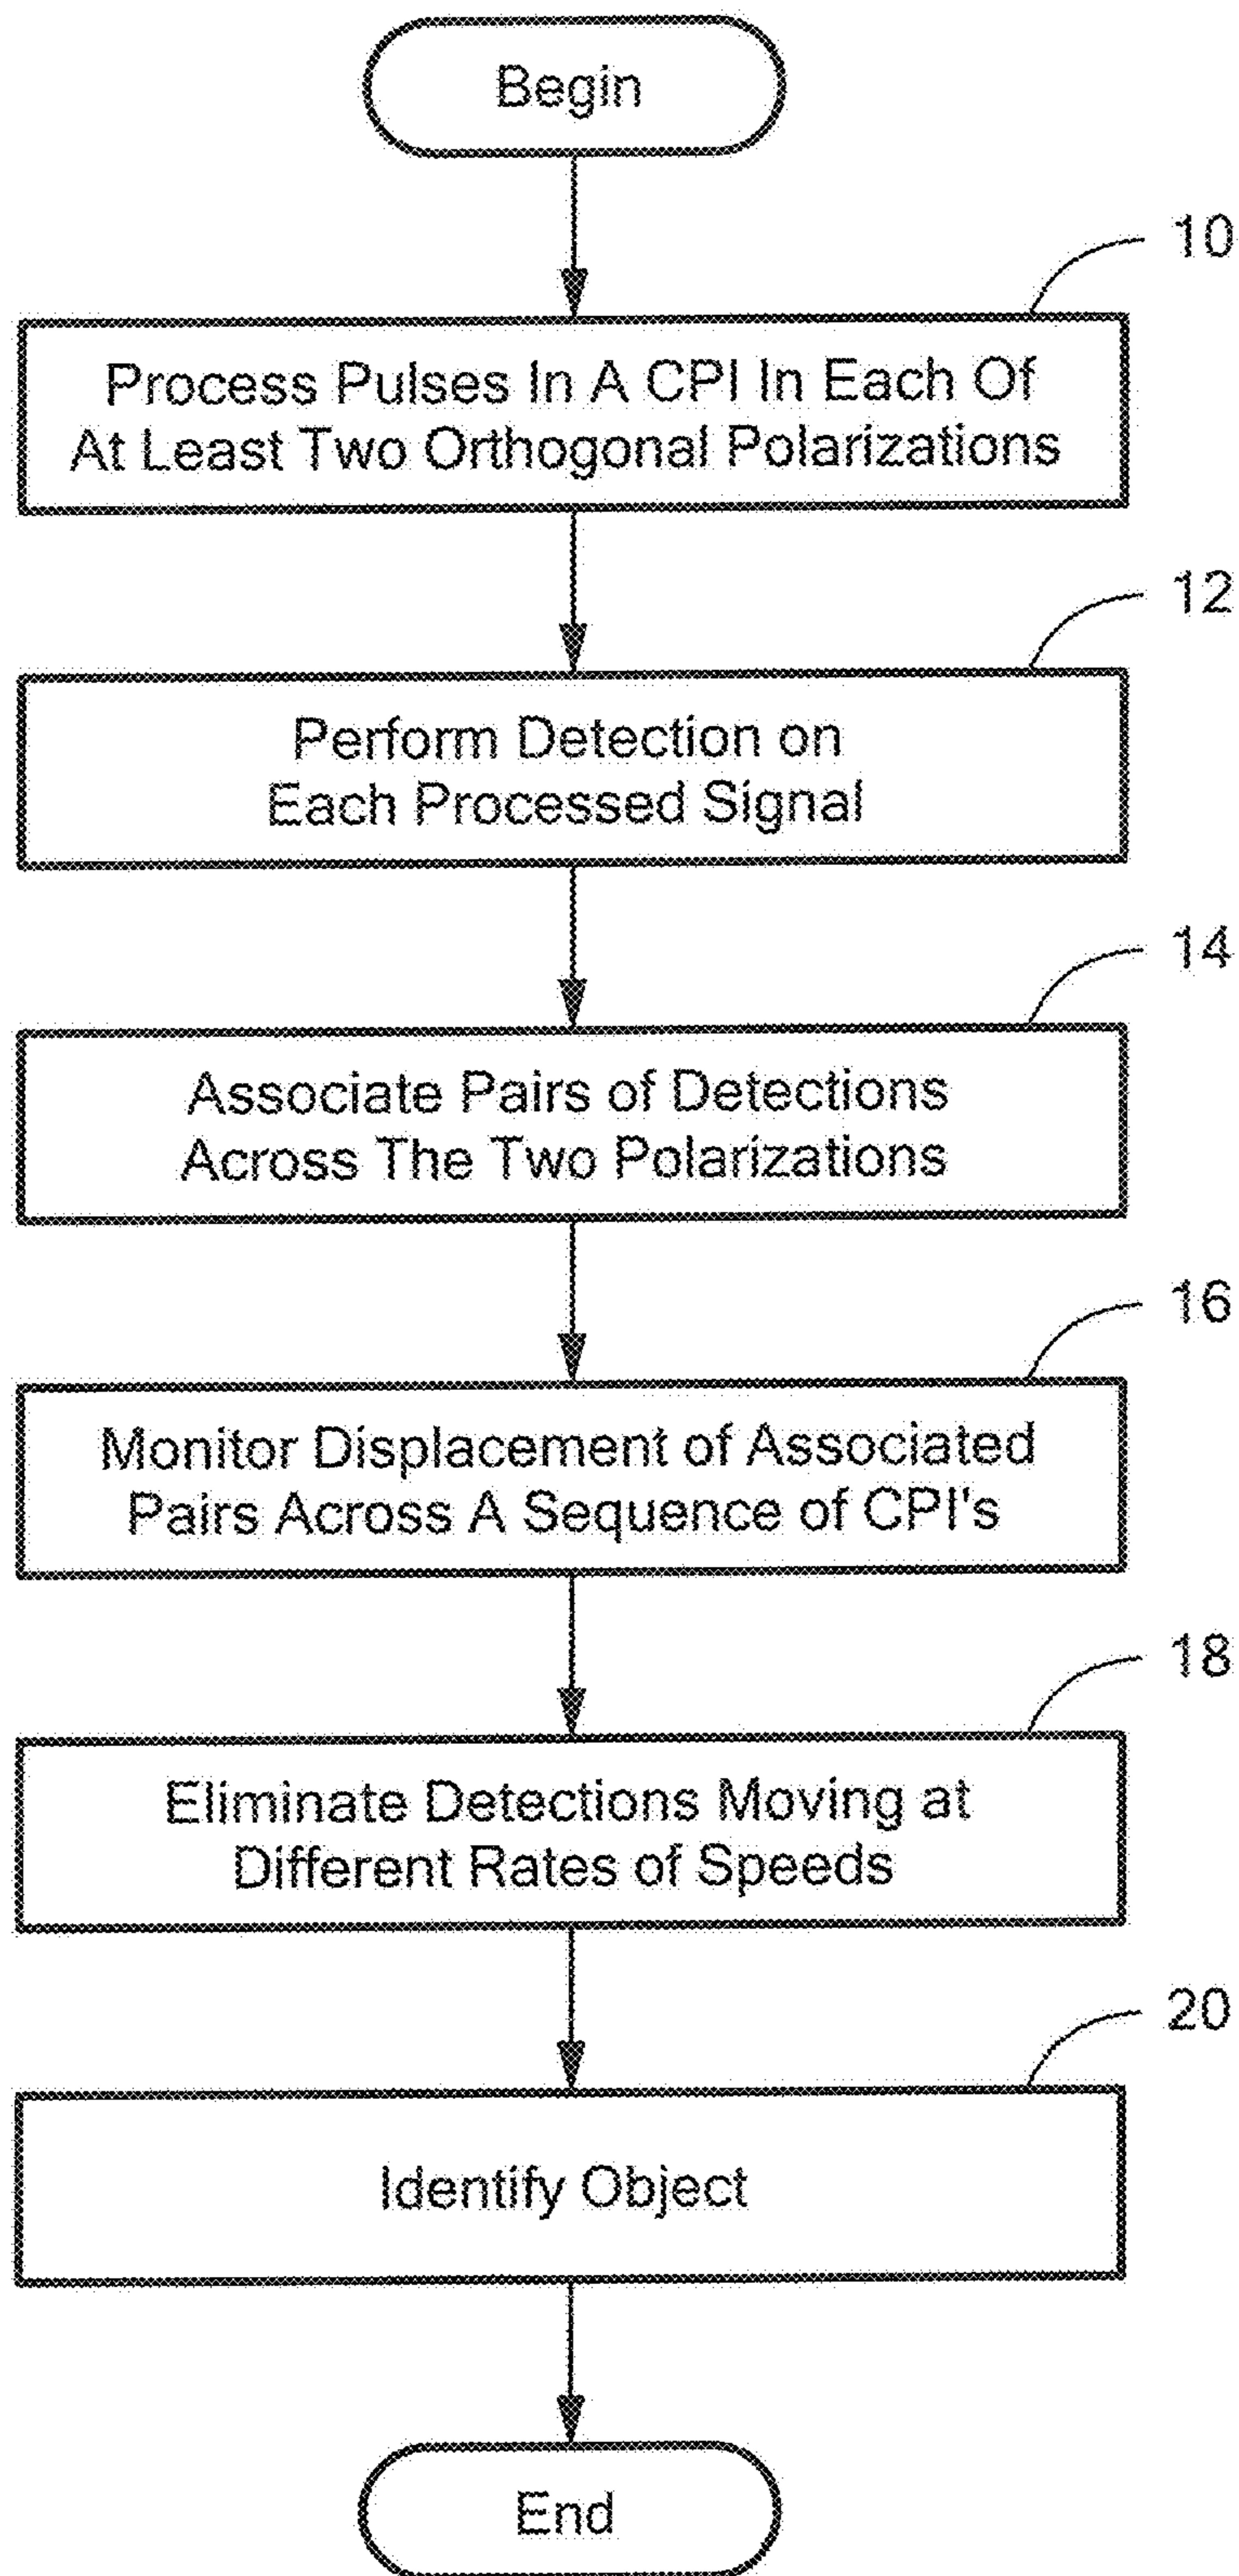 Begin
10
Process Pulses In A CPI In Each Of
At Least Two Orthogonal Polarizations
12
Perform Detection on
Each Processed Signal
14
Associate Pairs of Detections
Across The Two Polarizations
16
Monitor Displacement of Associated
Pairs Across A Sequence of CPI's
18
Eliminate Detections Moving at
Different Rates of Speeds
20
Identify Object
End